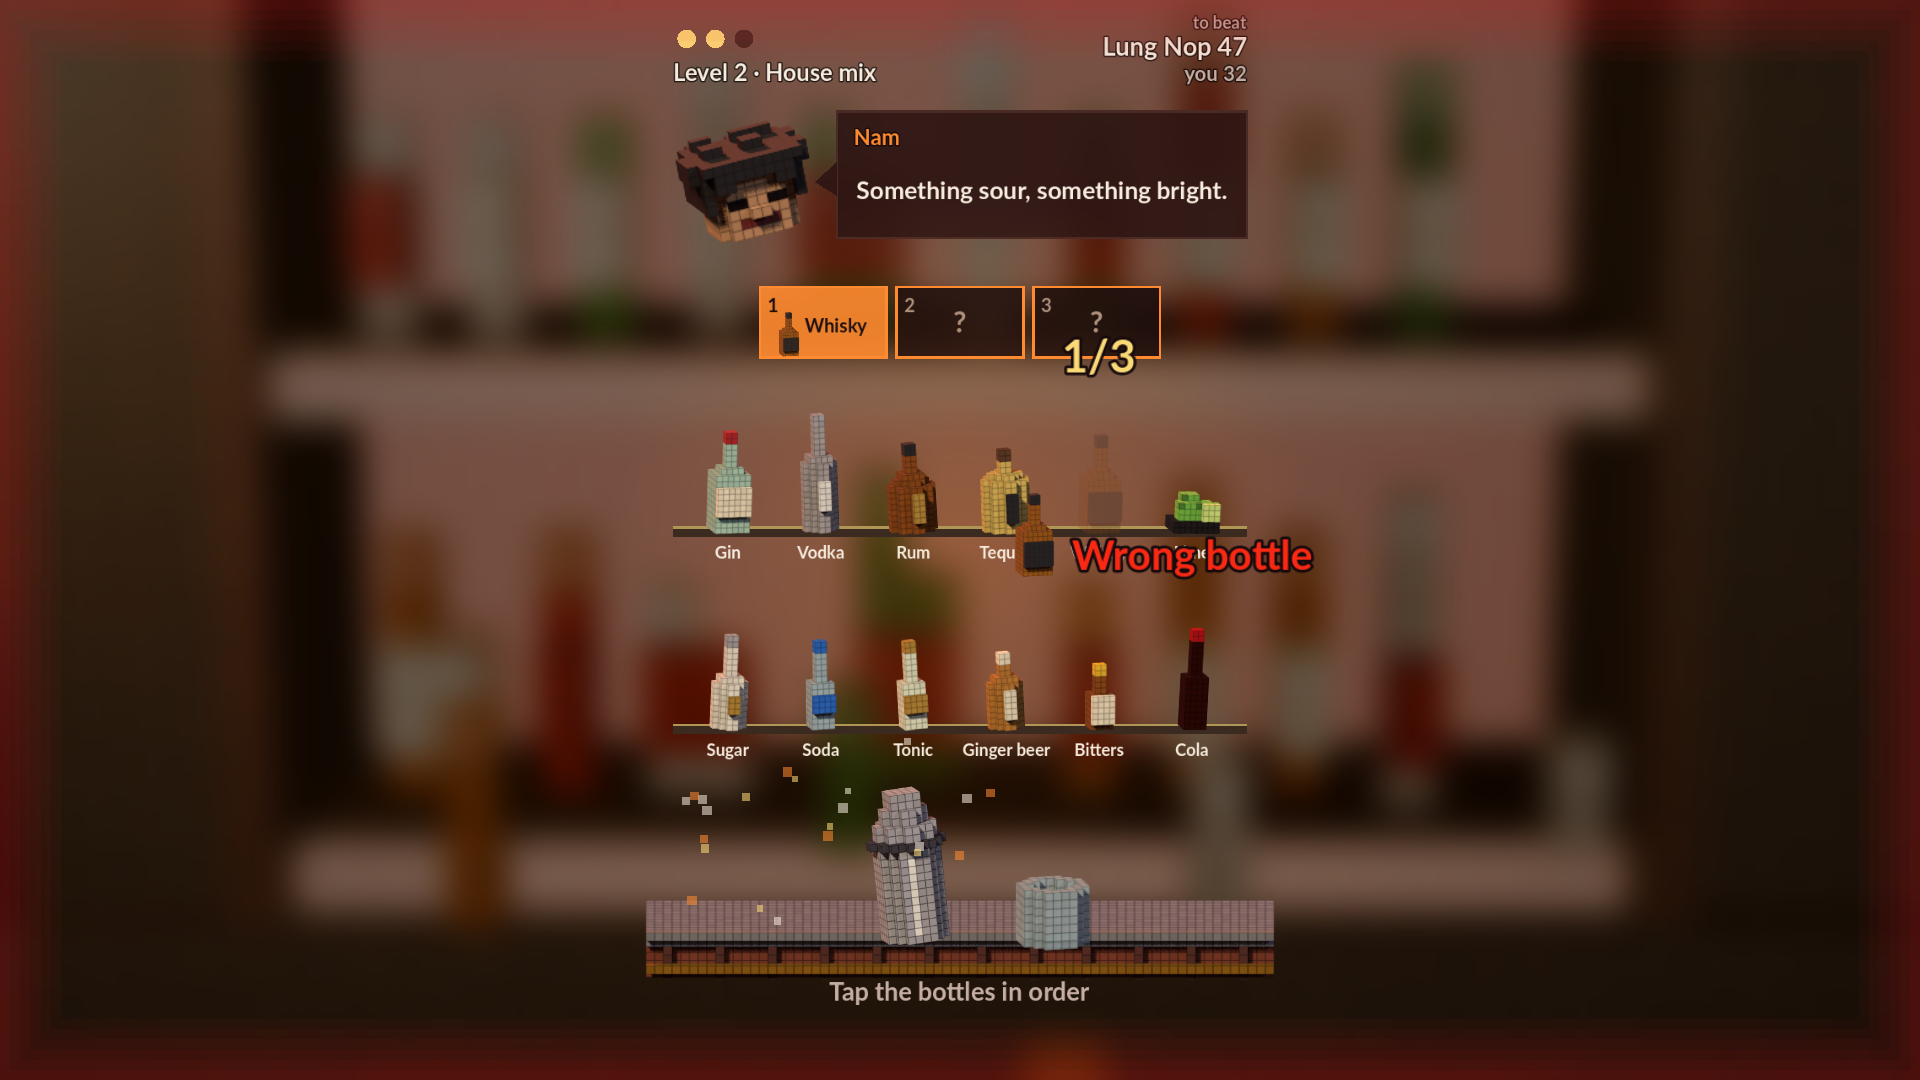 to beat
Lung Nop 47
you 32
Level 2 · House mix
Nam
Something sour, something bright.
1
Whisky
2
?
3
?
1/3
Gin
Vodka
Rum
Wrong bottle
Sugar
Soda
Tonic
Ginger beer
Bitters
Cola
Tap the bottles in order